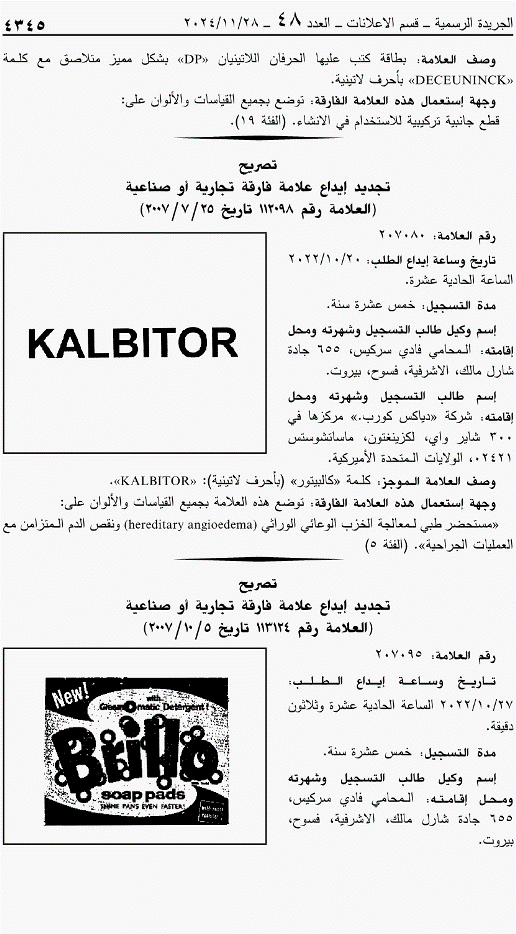 الجريدة الرسمية ـ قسم الاعلانات ـ العدد ٤٨ ـ ٢٠٢٤/١١/٢٨
٤٣٤٥
وصف العلامة: بطاقة كتب عليها الحرفان اللاتينيان «DP» بشكل مميز متلاصق مع كلمة
«DECEUNINCK» بأحرف لاتينية.
وجهة إستعمال هذه العلامة الفارقة: توضع بجميع القياسات والألوان على:
قطع جانبية تركيبية للاستخدام في الانشاء. (الفئة ١٩).
تصريح
تجديد إيداع علامة فارقة تجارية أو صناعية
(العلامة رقم ١١٢٠٩٨ تاريخ ٢٠٠٧/٧/٢٥)
رقم العلامة: ٢٠٧٠٨٠
تاريخ وساعة إيداع الطلب: ٢٠٢٢/١٠/٢٠
الساعة الحادية عشرة.
مدة التسجيل: خمس عشرة سنة.
إسم وكيل طالب التسجيل وشهرته ومحل
إقامته: المحامي فادي سركيس، ٦٥٥ جادة
شارل مالك، الاشرفية، فسوح، بيروت.
إسم طالب التسجيل وشهرته ومحل
إقامته: شركة «دياكس كورب.» مركزها في
٣٠٠ شاير واي، لكزينغتون، ماساتشوستس
٠٢٤٢١، الولايات المتحدة الأميركية.
KALBITOR
وصف العلامة الموجز: كلمة «كالبيتور» (بأحرف لاتينية): «KALBITOR».
وجهة إستعمال هذه العلامة الفارقة: توضع هذه العلامة بجميع القياسات والألوان على:
«مستحضر طبي لمعالجة الخزب الوعائي الوراثي (hereditary angioedema) ونقص الدم المتزامن مع
العمليات الجراحية». (الفئة ٥)
تصريح
تجديد إيداع علامة فارقة تجارية أو صناعية
(العلامة رقم ١١٣١٢٤ تاريخ ٢٠٠٧/١٠/٥)
رقم العلامة: ٢٠٧٠٩٥
تاريخ وساعة إيداع الطلب:
٢٠٢٢/١٠/٢٧ الساعة الحادية عشرة وثلاثون
دقيقة.
مدة التسجيل: خمس عشرة سنة.
إسم وكيل طالب التسجيل وشهرته
ومحل إقامته: المحامي فادي سركيس،
٦٥٥ جادة شارل مالك، الاشرفية، فسوح،
بيروت.
New!
with
Detergent!
Brillo
soap pads
SHINE PANS EVEN FASTER!